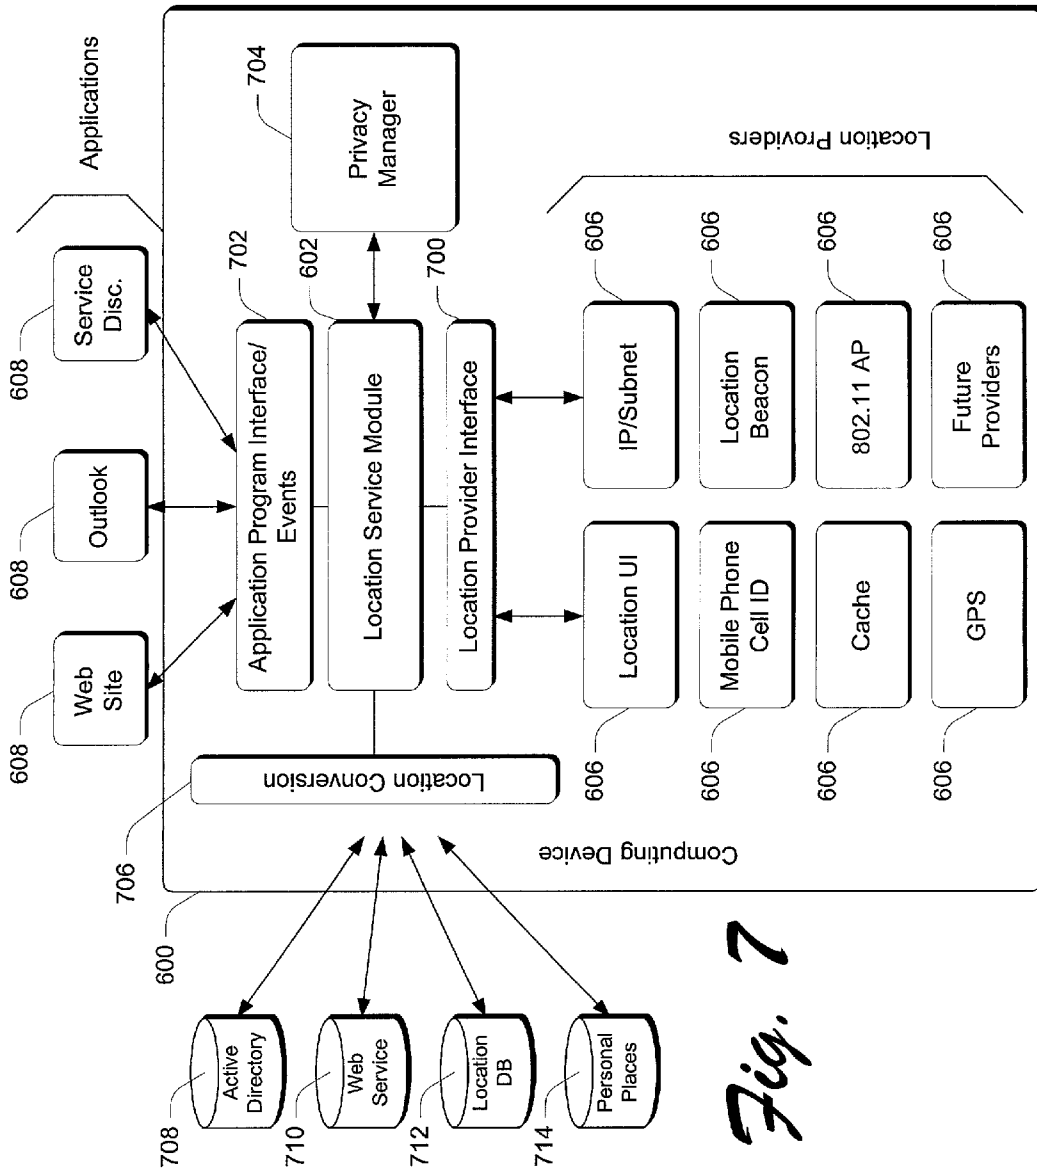 Applications
608
Web
Site
608
Outlook
608
Service
Disc.
600
Computing Device
706
Location Conversion
702
Application Program Interface/
Events
602
Location Service Module
700
Location Provider Interface
704
Privacy
Manager
708
Active
Directory
710
Web
Service
712
Location
DB
714
Personal
Places
606
Location UI
606
IP/Subnet
606
Mobile Phone
Cell ID
606
Location
Beacon
606
Cache
606
802.11 AP
606
GPS
606
Future
Providers
Location Providers
Fig. 7